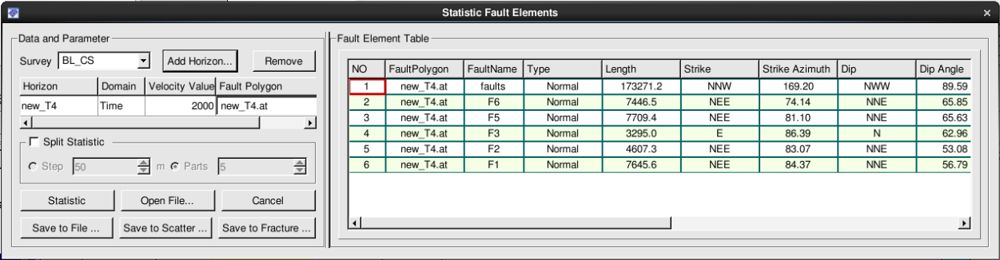 Statistic Fault Elements
Data and Parameter
Survey BL_CS Add Horizon... Remove
Horizon Domain Velocity Value Fault Polygon
new_T4 Time 2000 new_T4.at
Split Statistic
Step 50 m Parts 5
Statistic Open File... Cancel
Save to File ... Save to Scatter ... Save to Fracture ...
Fault Element Table
NO FaultPolygon FaultName Type Length Strike Strike Azimuth Dip Dip Angle
1 new_T4.at faults Normal 173271.2 NNW 169.20 NWW 89.59
2 new_T4.at F6 Normal 7446.5 NEE 74.14 NNE 65.85
3 new_T4.at F5 Normal 7709.4 NEE 81.10 NNE 65.63
4 new_T4.at F3 Normal 3295.0 E 86.39 N 62.96
5 new_T4.at F2 Normal 4607.3 NEE 83.07 NNE 53.08
6 new_T4.at F1 Normal 7645.6 NEE 84.37 NNE 56.79